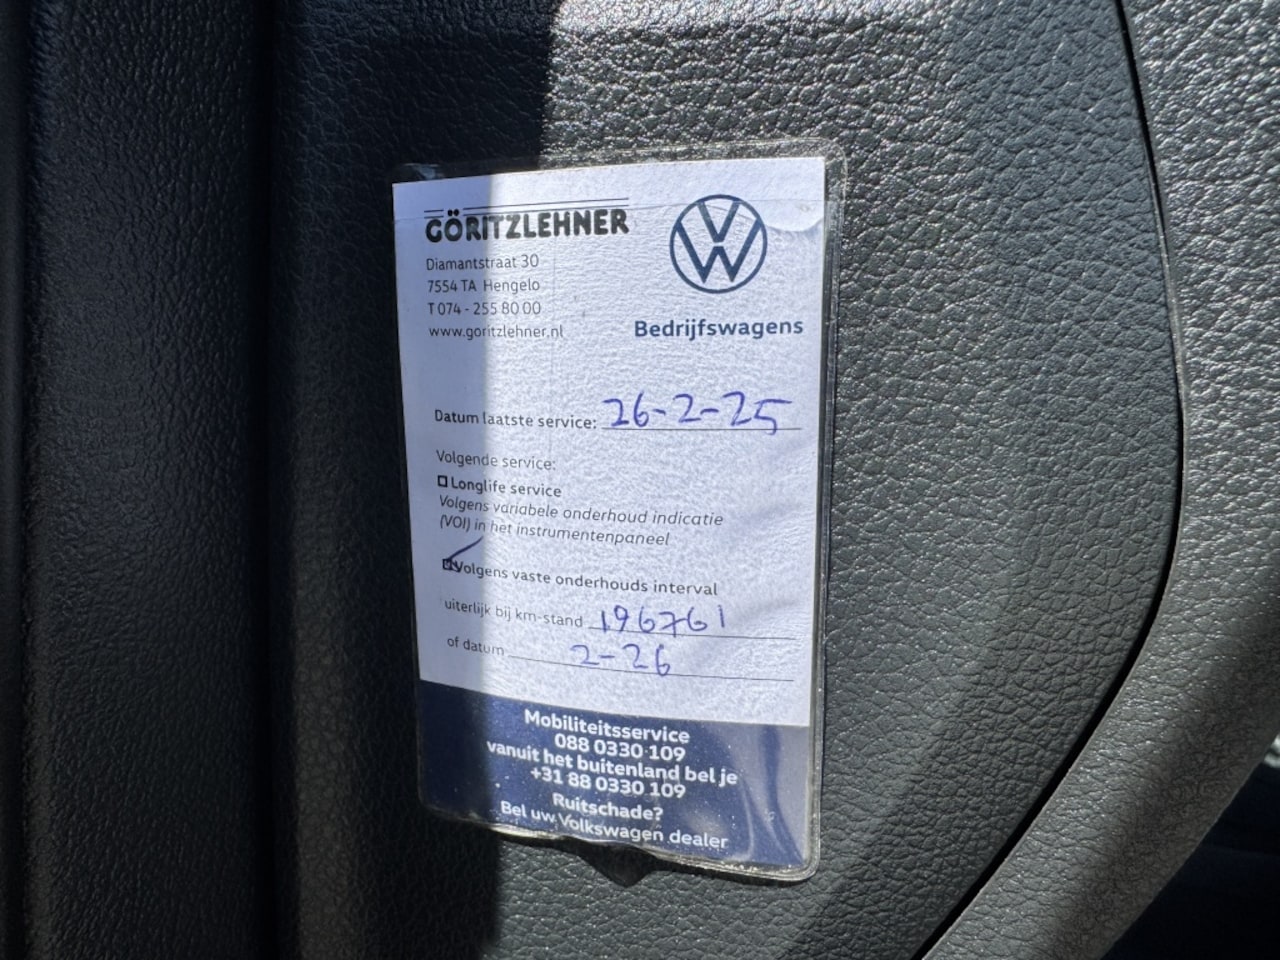 GÖRITZLEHNER
Diamantstraat 30
7554 TA Hengelo
T 074 - 255 80 00
www.goritzlehner.nl
VW
Bedrijfswagens
Datum laatste service: 26-2-25
Volgende service:
Longlife service
Volgens variabele onderhoud indicatie
(VOI) in het instrumentenpaneel
Volgens vaste onderhouds interval
uiterlijk bij km-stand 196761
of datum 2-26
Mobiliteitsservice
088 0330 109
vanuit het buitenland bel je
+31 88 0330 109
Ruitschade?
Bel uw Volkswagen dealer